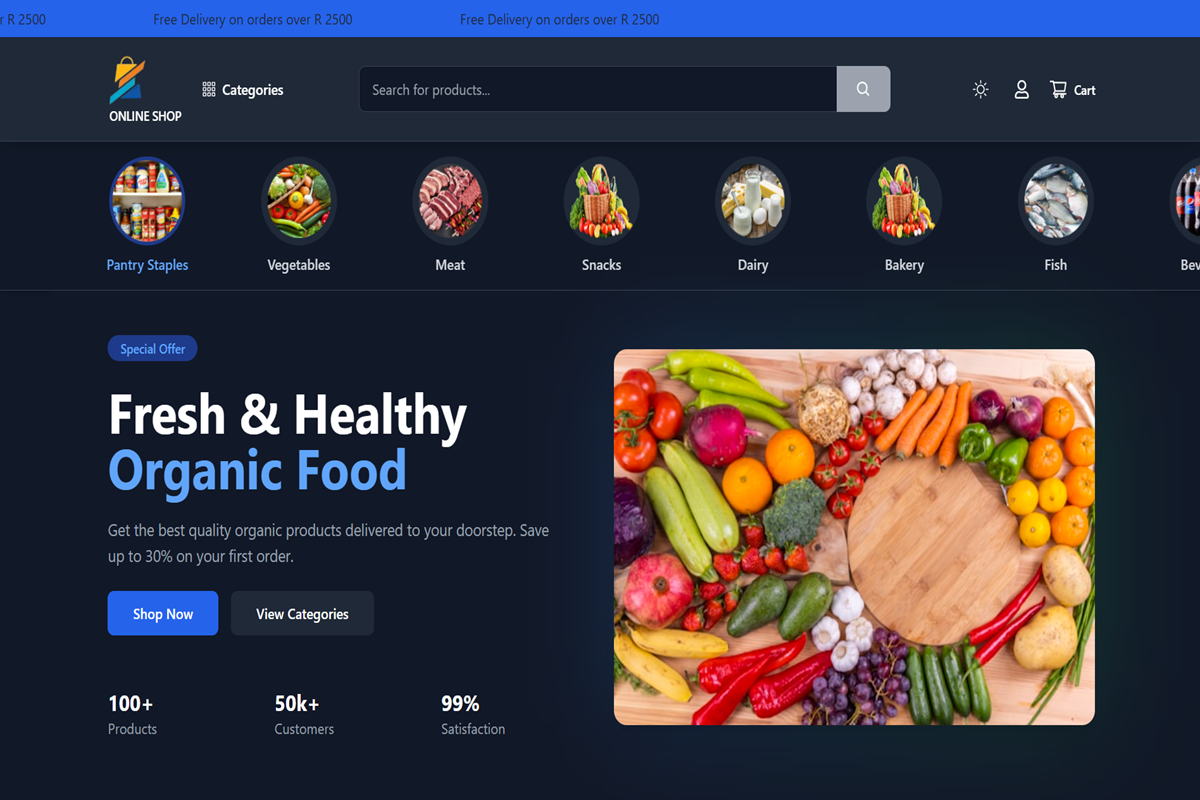 r R 2500 Free Delivery on orders over R 2500 Free Delivery on orders over R 2500
ONLINE SHOP
Categories
Search for products...
Cart
Pantry Staples
Vegetables
Meat
Snacks
Dairy
Bakery
Fish
Bev
Special Offer
Fresh & Healthy
Organic Food
Get the best quality organic products delivered to your doorstep. Save
up to 30% on your first order.
Shop Now
View Categories
100+
Products
50k+
Customers
99%
Satisfaction